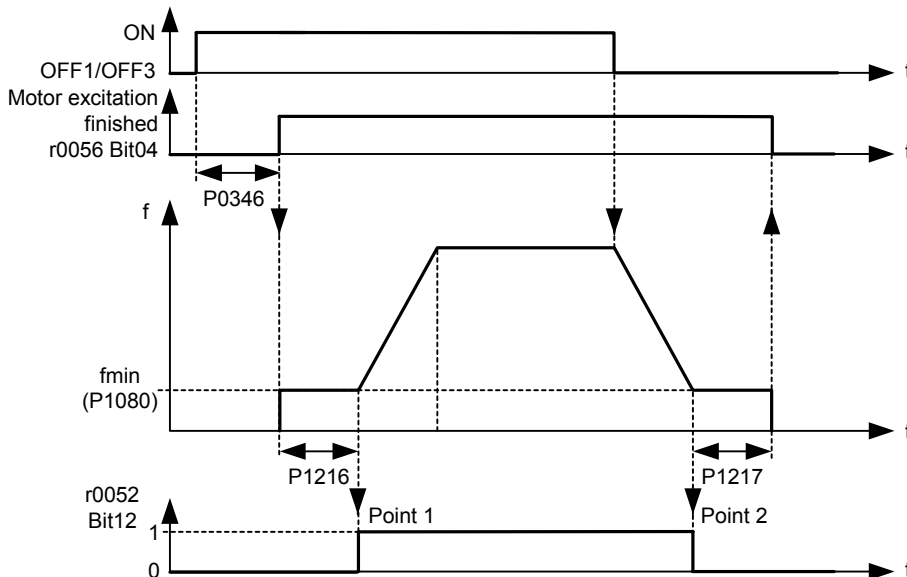 ON
OFF1/OFF3
t
Motor excitation
finished
r0056 Bit04
t
P0346
f
fmin
(P1080)
t
P1216
P1217
r0052
Bit12
Point 1
Point 2
1
0
t